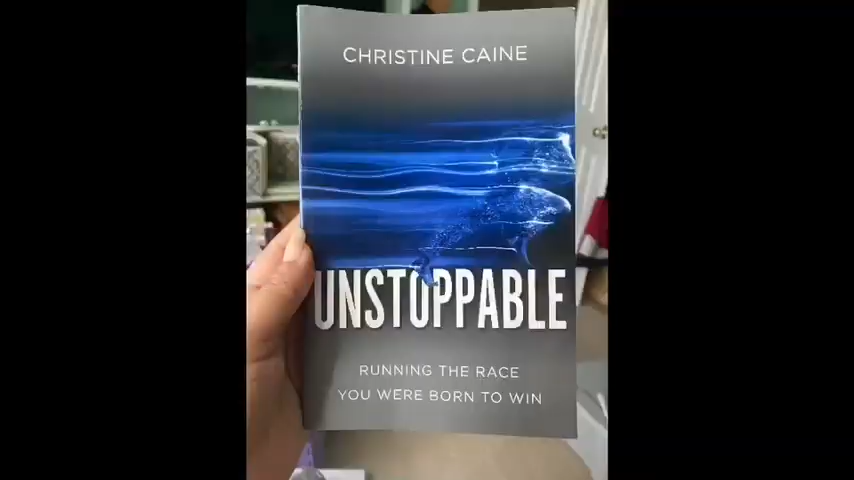 CHRISTINE CAINE
UNSTOPPABLE
RUNNING THE RACE
YOU WERE BORN TO WIN